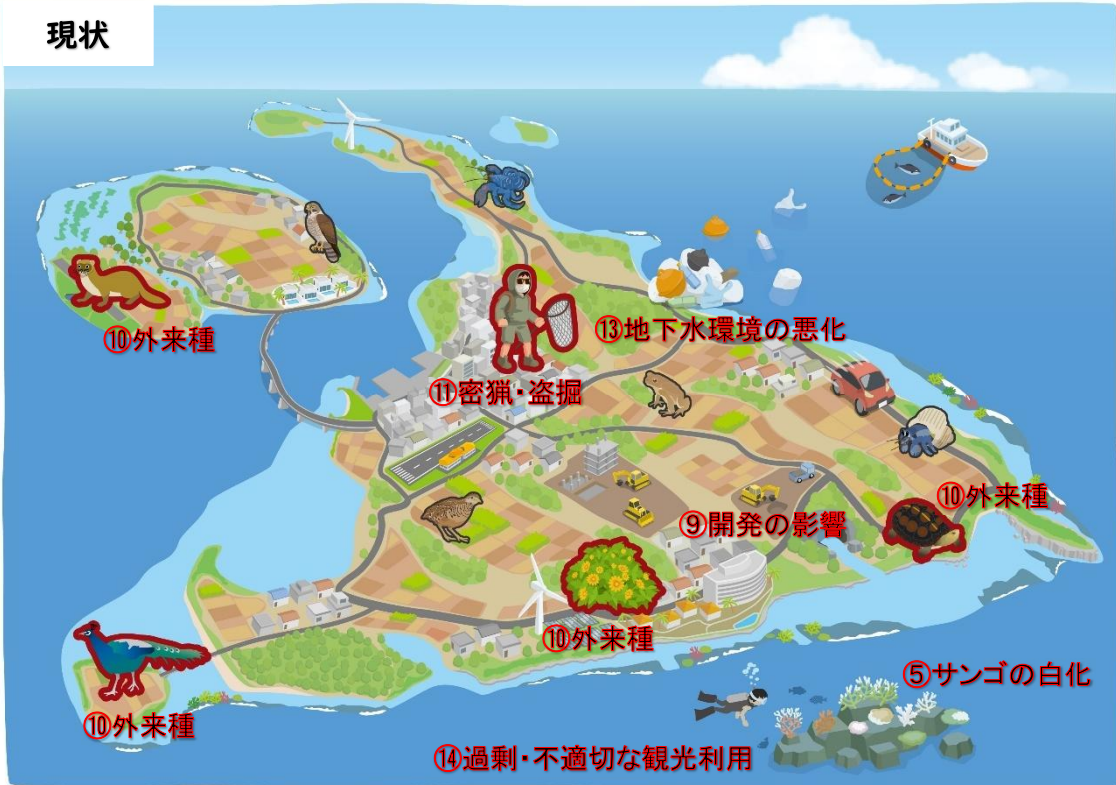 現状
⑩外来種
⑬地下水環境の悪化
⑪密猟・盗掘
⑩外来種
⑨開発の影響
⑩外来種
⑤サンゴの白化
⑩外来種
⑭過剰・不適切な観光利用